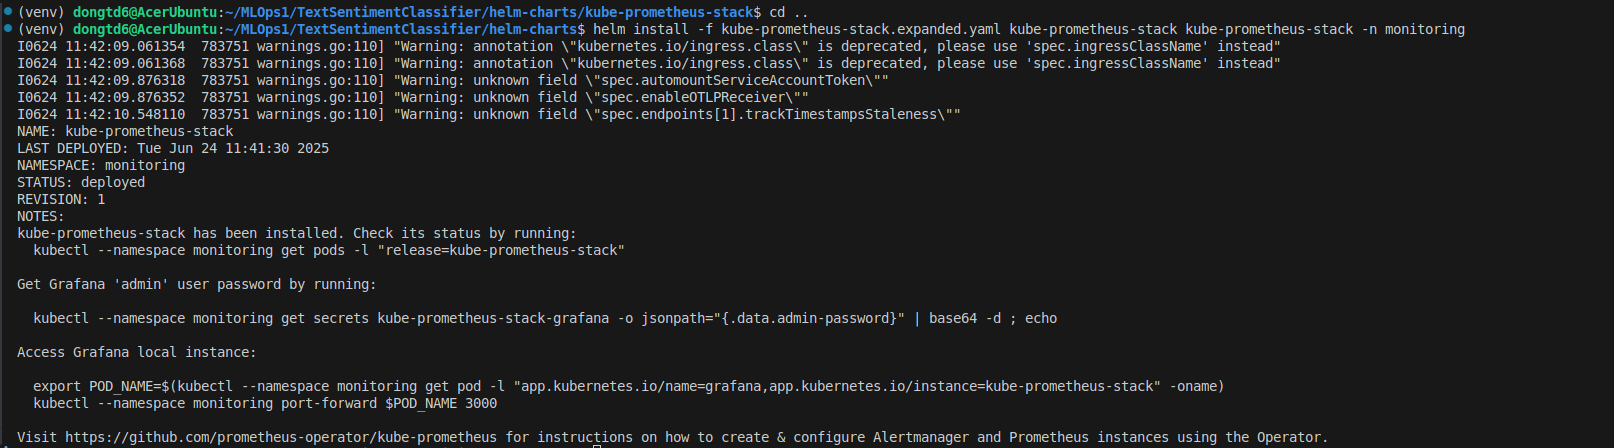 (venv) dongtd6@AcerUbuntu:~/MLOps1/TextSentimentClassifier/helm-charts/kube-prometheus-stack$ cd ..
(venv) dongtd6@AcerUbuntu:~/MLOps1/TextSentimentClassifier/helm-charts$ helm install -f kube-prometheus-stack.expanded.yaml kube-prometheus-stack kube-prometheus-stack -n monitoring
I0624 11:42:09.061354  783751 warnings.go:110] "Warning: annotation \"kubernetes.io/ingress.class\" is deprecated, please use 'spec.ingressClassName' instead"
I0624 11:42:09.061368  783751 warnings.go:110] "Warning: annotation \"kubernetes.io/ingress.class\" is deprecated, please use 'spec.ingressClassName' instead"
I0624 11:42:09.876318  783751 warnings.go:110] "Warning: unknown field \"spec.automountServiceAccountToken\""
I0624 11:42:09.876352  783751 warnings.go:110] "Warning: unknown field \"spec.enableOTLPReceiver\""
I0624 11:42:10.548110  783751 warnings.go:110] "Warning: unknown field \"spec.endpoints[1].trackTimestampsStaleness\""
NAME: kube-prometheus-stack
LAST DEPLOYED: Tue Jun 24 11:41:30 2025
NAMESPACE: monitoring
STATUS: deployed
REVISION: 1
NOTES:
kube-prometheus-stack has been installed. Check its status by running:
  kubectl --namespace monitoring get pods -l "release=kube-prometheus-stack"

Get Grafana 'admin' user password by running:

  kubectl --namespace monitoring get secrets kube-prometheus-stack-grafana -o jsonpath="{.data.admin-password}" | base64 -d ; echo

Access Grafana local instance:

  export POD_NAME=$(kubectl --namespace monitoring get pod -l "app.kubernetes.io/name=grafana,app.kubernetes.io/instance=kube-prometheus-stack" -oname)
  kubectl --namespace monitoring port-forward $POD_NAME 3000

Visit https://github.com/prometheus-operator/kube-prometheus for instructions on how to create & configure Alertmanager and Prometheus instances using the Operator.